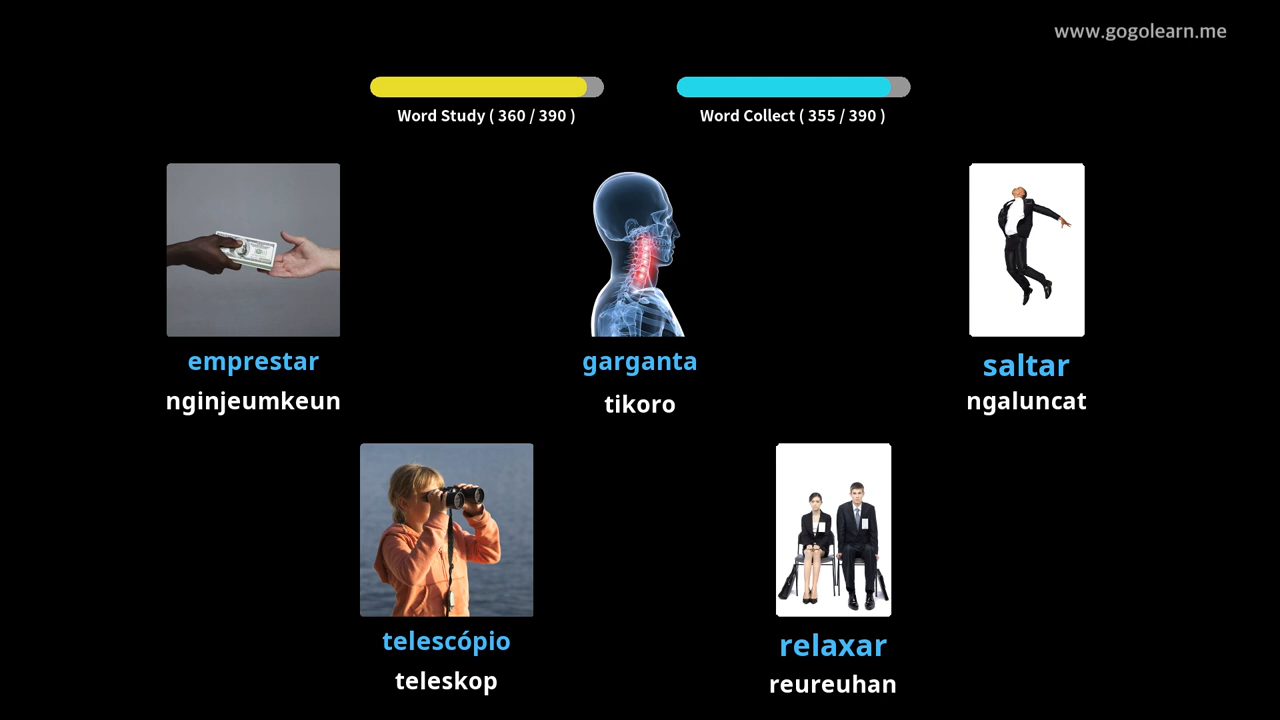 www.gogolearn.me
Word Study ( 360 / 390 )
Word Collect ( 355 / 390 )
emprestar
nginjeumkeun
garganta
tikoro
saltar
ngaluncat
telescópio
teleskop
relaxar
reureuhan